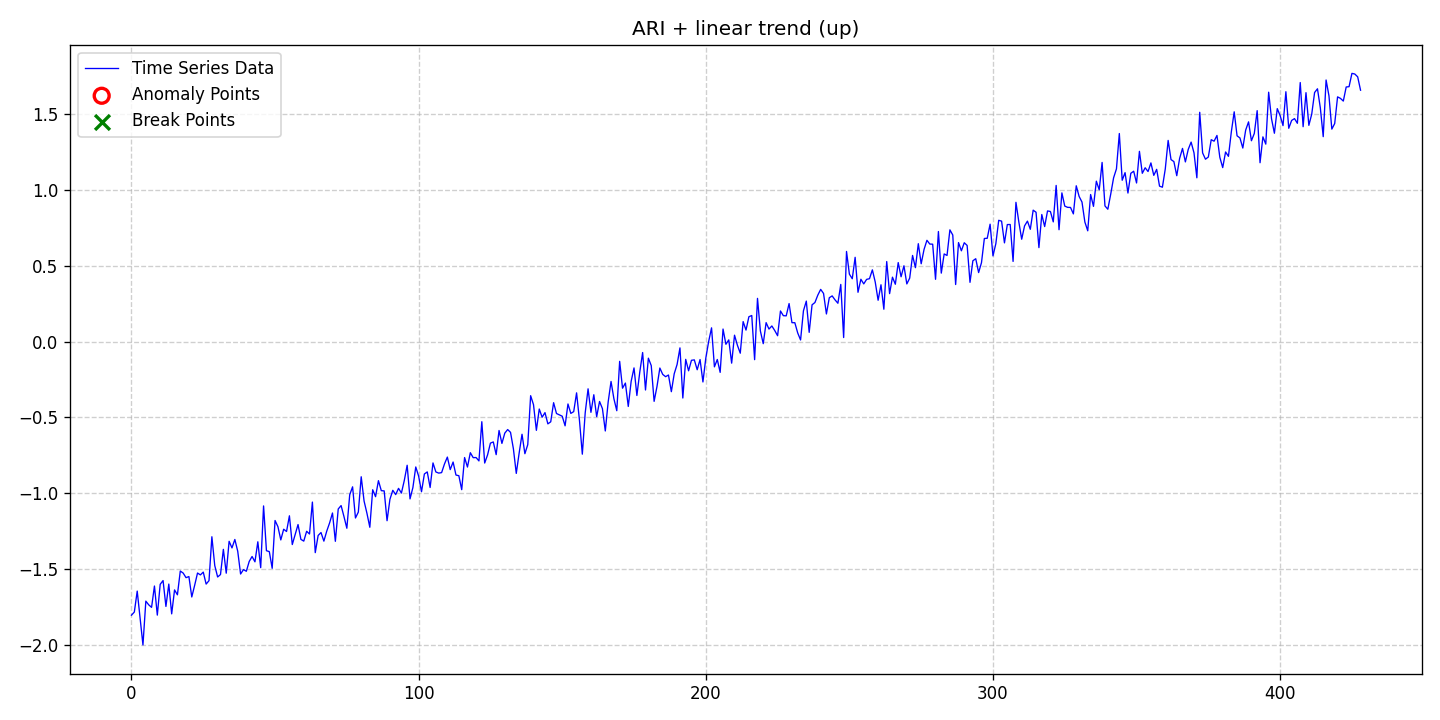 ARI + linear trend (up)
Time Series Data
Anomaly Points
Break Points
1.5
1.0
0.5
0.0
−0.5
−1.0
−1.5
−2.0
0 100 200 300 400